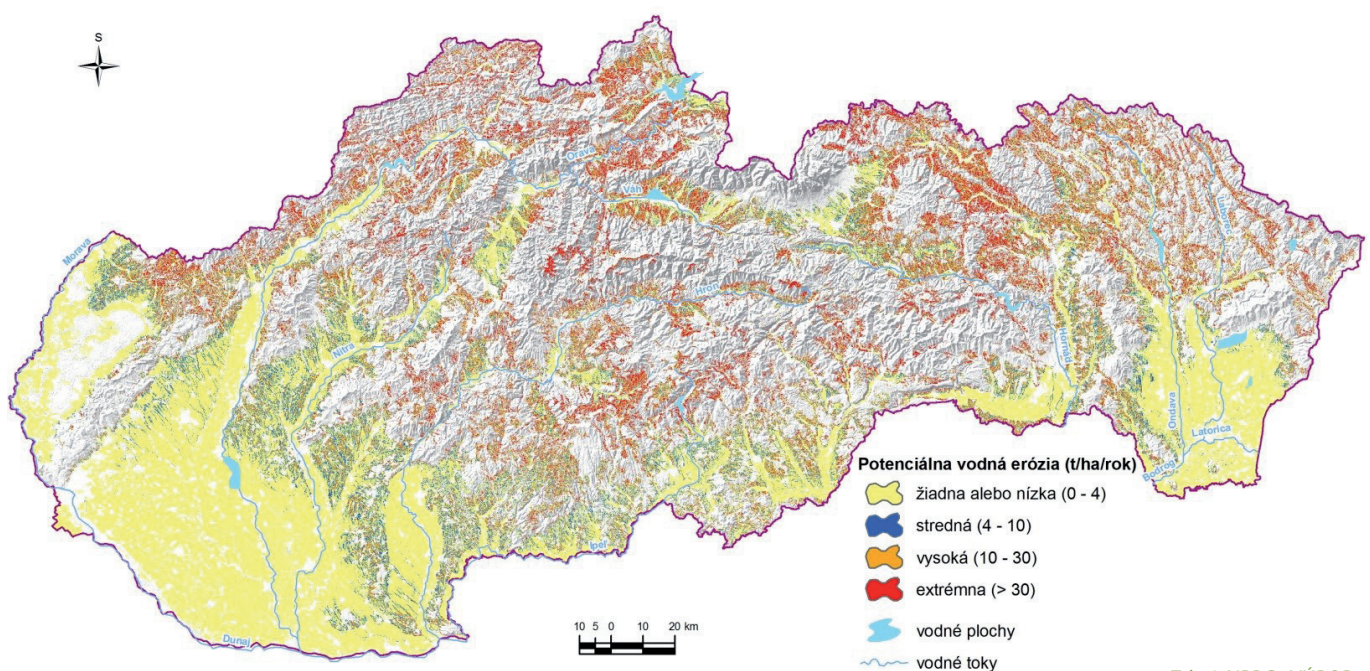 S
Morava
Orava
Váh
Hron
Nitra
Laborec
Hornád
Ondava
Latorica
Bodrog
Ipeľ
Dunaj
10 5 0 10 20 km
Potenciálna vodná erózia (t/ha/rok)
žiadna alebo nízka (0 - 4)
stredná (4 - 10)
vysoká (10 - 30)
extrémna (> 30)
vodné plochy
vodné toky